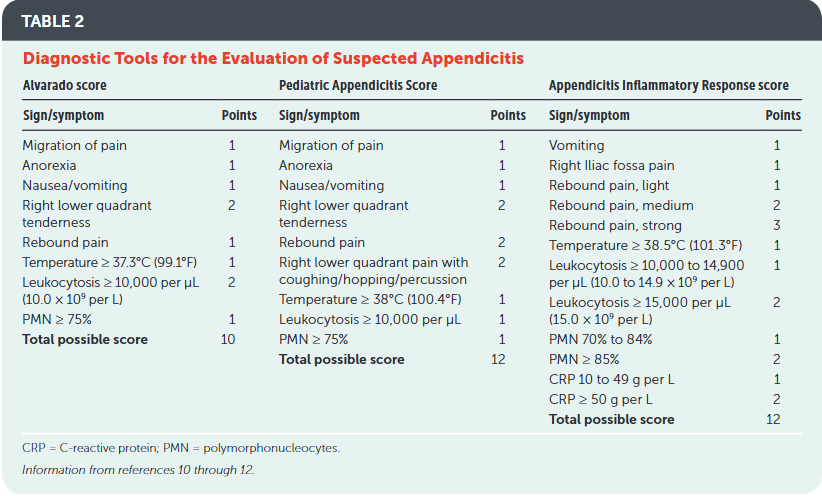 TABLE 2
Diagnostic Tools for the Evaluation of Suspected Appendicitis
Alvarado score
Sign/symptom Points
Migration of pain 1
Anorexia 1
Nausea/vomiting 1
Right lower quadrant 2
tenderness
Rebound pain 1
Temperature ≥ 37.3°C (99.1°F) 1
Leukocytosis ≥ 10,000 per µL 2
(10.0 × 10⁹ per L)
PMN ≥ 75% 1
Total possible score 10
Pediatric Appendicitis Score
Sign/symptom Points
Migration of pain 1
Anorexia 1
Nausea/vomiting 1
Right lower quadrant 2
tenderness
Rebound pain 2
Right lower quadrant pain with 2
coughing/hopping/percussion
Temperature ≥ 38°C (100.4°F) 1
Leukocytosis ≥ 10,000 per µL 1
PMN ≥ 75% 1
Total possible score 12
Appendicitis Inflammatory Response score
Sign/symptom Points
Vomiting 1
Right Iliac fossa pain 1
Rebound pain, light 1
Rebound pain, medium 2
Rebound pain, strong 3
Temperature ≥ 38.5°C (101.3°F) 1
Leukocytosis ≥ 10,000 to 14,900 1
per µL (10.0 to 14.9 × 10⁹ per L)
Leukocytosis ≥ 15,000 per µL 2
(15.0 × 10⁹ per L)
PMN 70% to 84% 1
PMN ≥ 85% 2
CRP 10 to 49 g per L 1
CRP ≥ 50 g per L 2
Total possible score 12
CRP = C-reactive protein; PMN = polymorphonucleocytes.
Information from references 10 through 12.